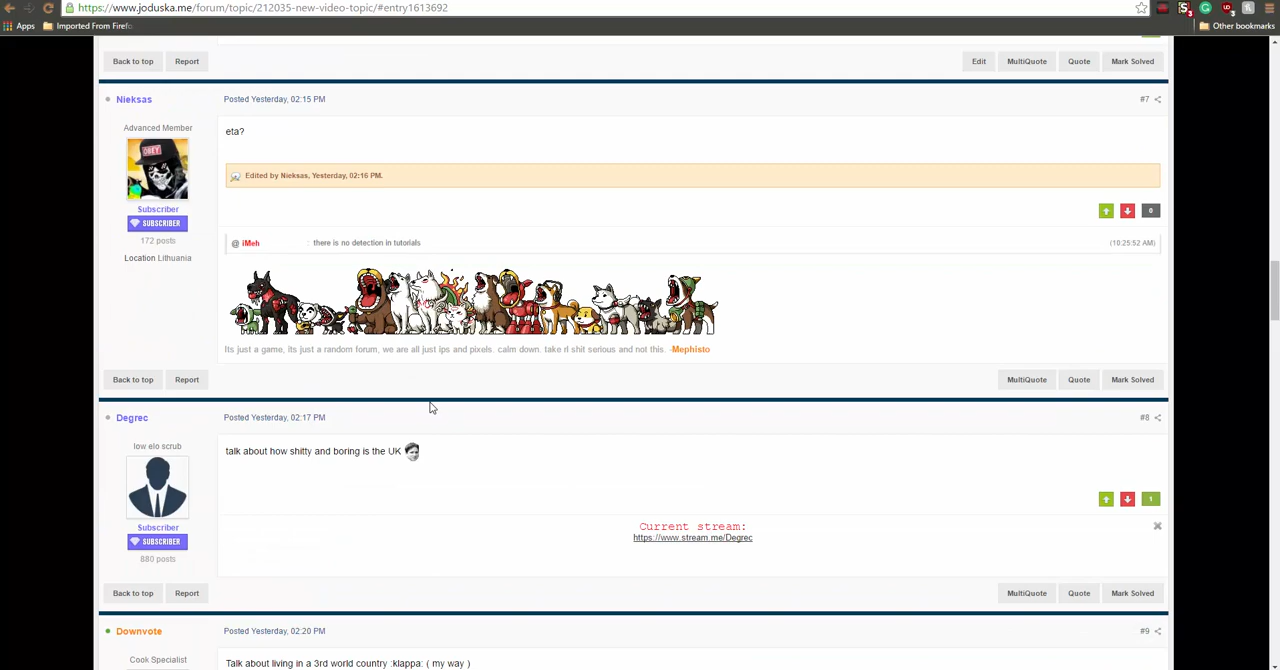 https://www.joduska.me/forum/topic/212035-new-video-topic/#entry1613692
Apps Imported From Firefo Other bookmarks
Back to top Report Edit MultiQuote Quote Mark Solved
Nieksas Posted Yesterday, 02:15 PM #7
Advanced Member
eta?
OBEY
Edited by Nieksas, Yesterday, 02:16 PM.
Subscriber
SUBSCRIBER
0
172 posts
Location Lithuania
@ iMeh : there is no detection in tutorials (10:25:52 AM)
Its just a game, its just a random forum, we are all just ips and pixels. calm down. take rl shit serious and not this. -Mephisto
Back to top Report MultiQuote Quote Mark Solved
Degrec Posted Yesterday, 02:17 PM #8
low elo scrub
talk about how shitty and boring is the UK
1
Subscriber
SUBSCRIBER
880 posts
Current stream:
https://www.stream.me/Degrec
Back to top Report MultiQuote Quote Mark Solved
Downvote Posted Yesterday, 02:20 PM #9
Cook Specialist
Talk about living in a 3rd world country :klappa: ( my way )